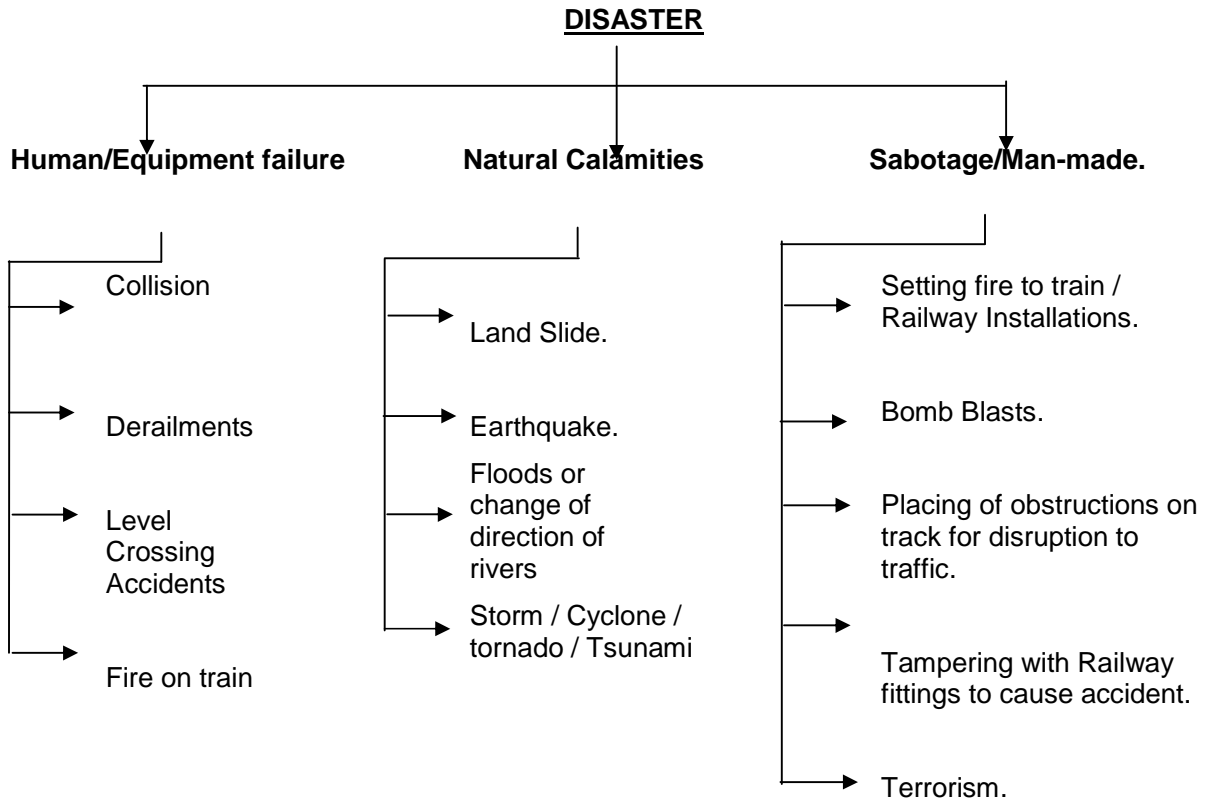 DISASTER
Human/Equipment failure
Natural Calamities
Sabotage/Man-made.
Collision
Derailments
Level
Crossing
Accidents
Fire on train
Land Slide.
Earthquake.
Floods or
change of
direction of
rivers
Storm / Cyclone /
tornado / Tsunami
Setting fire to train /
Railway Installations.
Bomb Blasts.
Placing of obstructions on
track for disruption to
traffic.
Tampering with Railway
fittings to cause accident.
Terrorism.